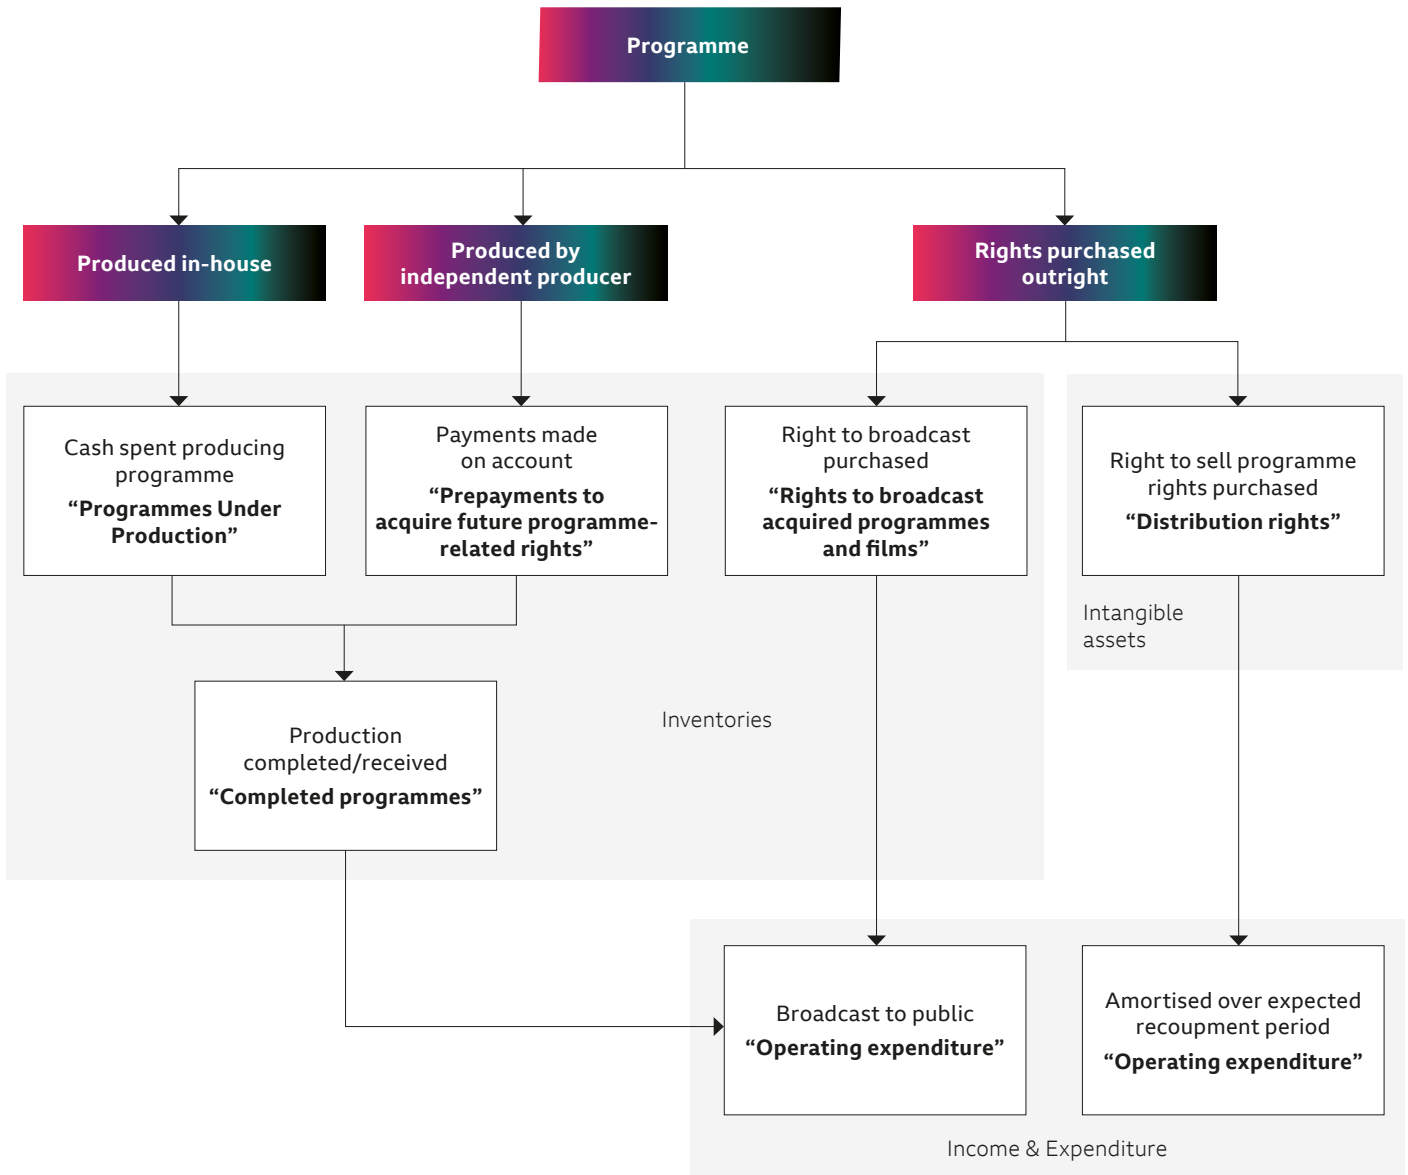 Programme
Produced in-house
Produced by
independent producer
Rights purchased
outright
Cash spent producing
programme
“Programmes Under
Production”
Payments made
on account
“Prepayments to
acquire future programme-
related rights”
Right to broadcast
purchased
“Rights to broadcast
acquired programmes
and films”
Right to sell programme
rights purchased
“Distribution rights”
Intangible
assets
Production
completed/received
“Completed programmes”
Inventories
Broadcast to public
“Operating expenditure”
Amortised over expected
recoupment period
“Operating expenditure”
Income & Expenditure